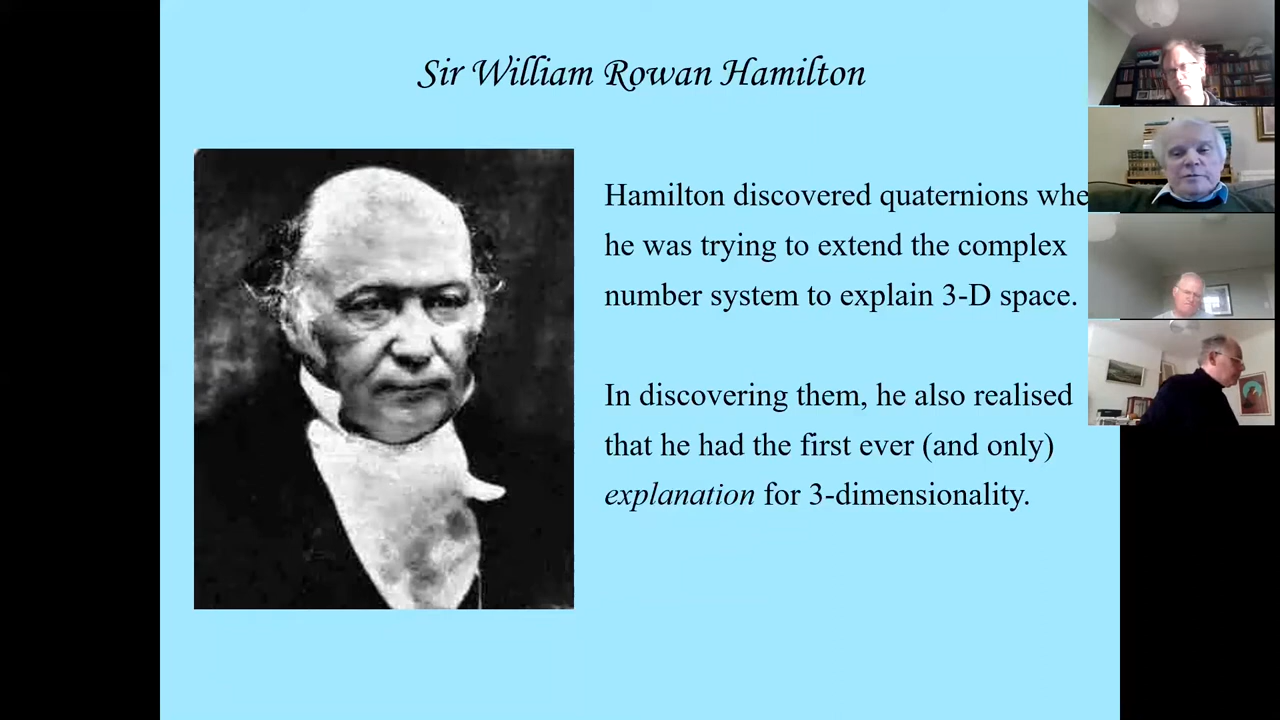 Sir William Rowan Hamilton
Hamilton discovered quaternions whe
he was trying to extend the complex
number system to explain 3-D space.
In discovering them, he also realised
that he had the first ever (and only)
explanation for 3-dimensionality.